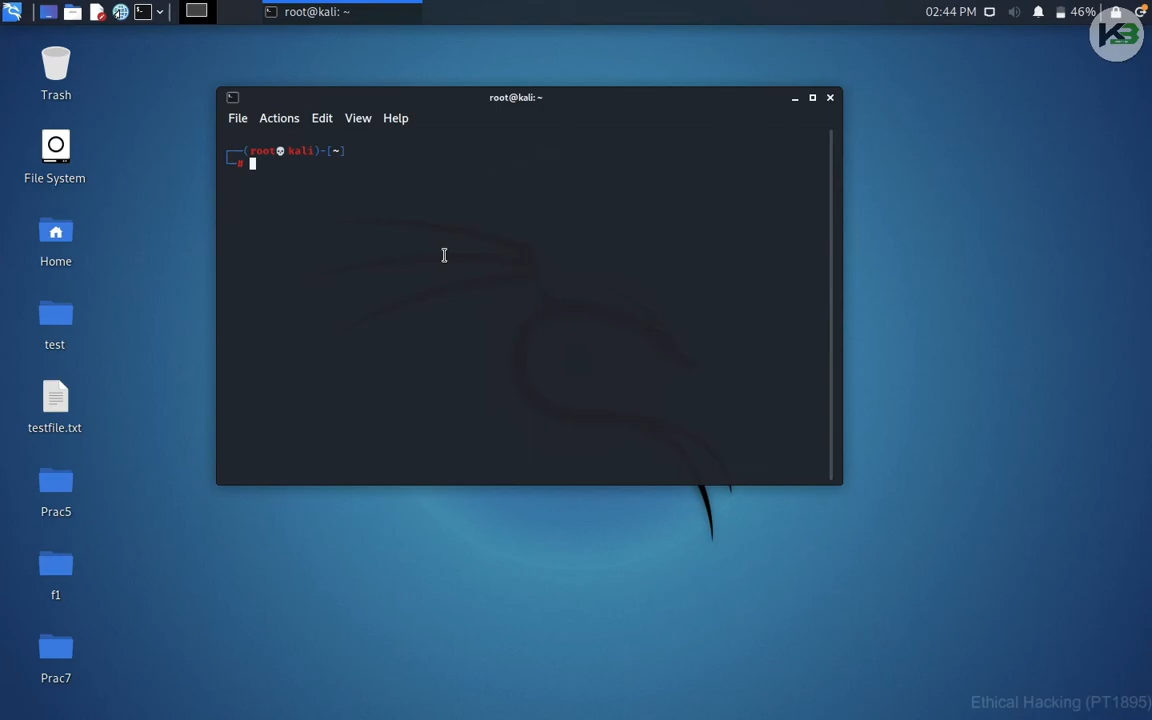 root@kali: ~
02:44 PM
46%
K3
Trash
File System
Home
test
testfile.txt
Prac5
f1
Prac7
root@kali: ~
File Actions Edit View Help
┌──(root💀kali)-[~]
└─#
Ethical Hacking (PT1895)